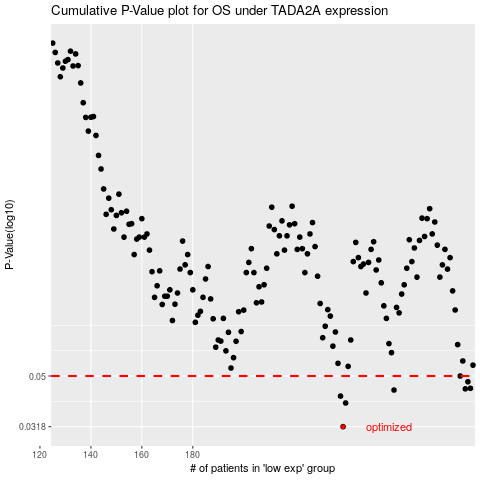 Cumulative P-Value plot for OS under TADA2A expression
P-Value(log10)
0.05
0.0318
optimized
120 140 160 180
# of patients in 'low exp' group